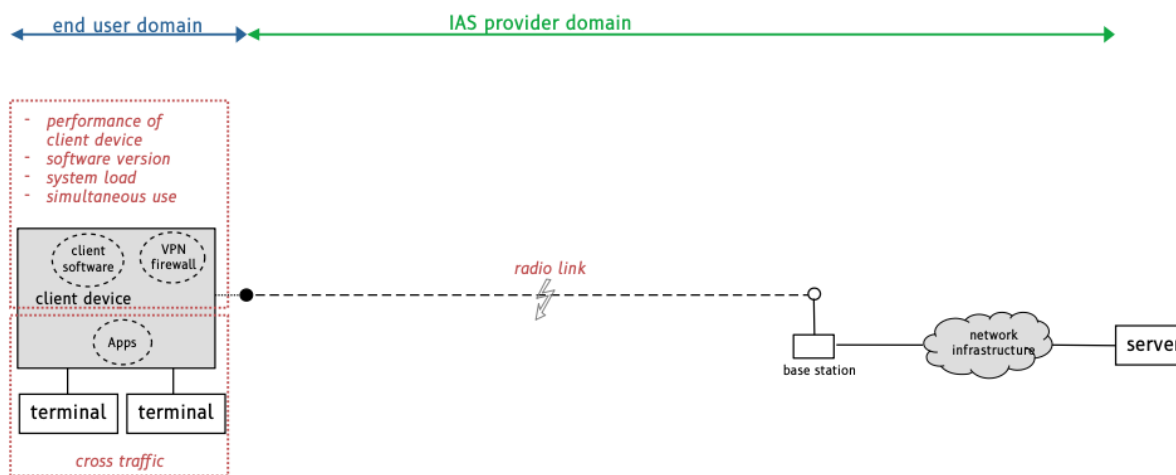 end user domain
IAS provider domain
- performance of
client device
- software version
- system load
- simultaneous use
client
software
VPN
firewall
client device
radio link
Apps
network
infrastructure
server
base station
terminal
terminal
cross traffic